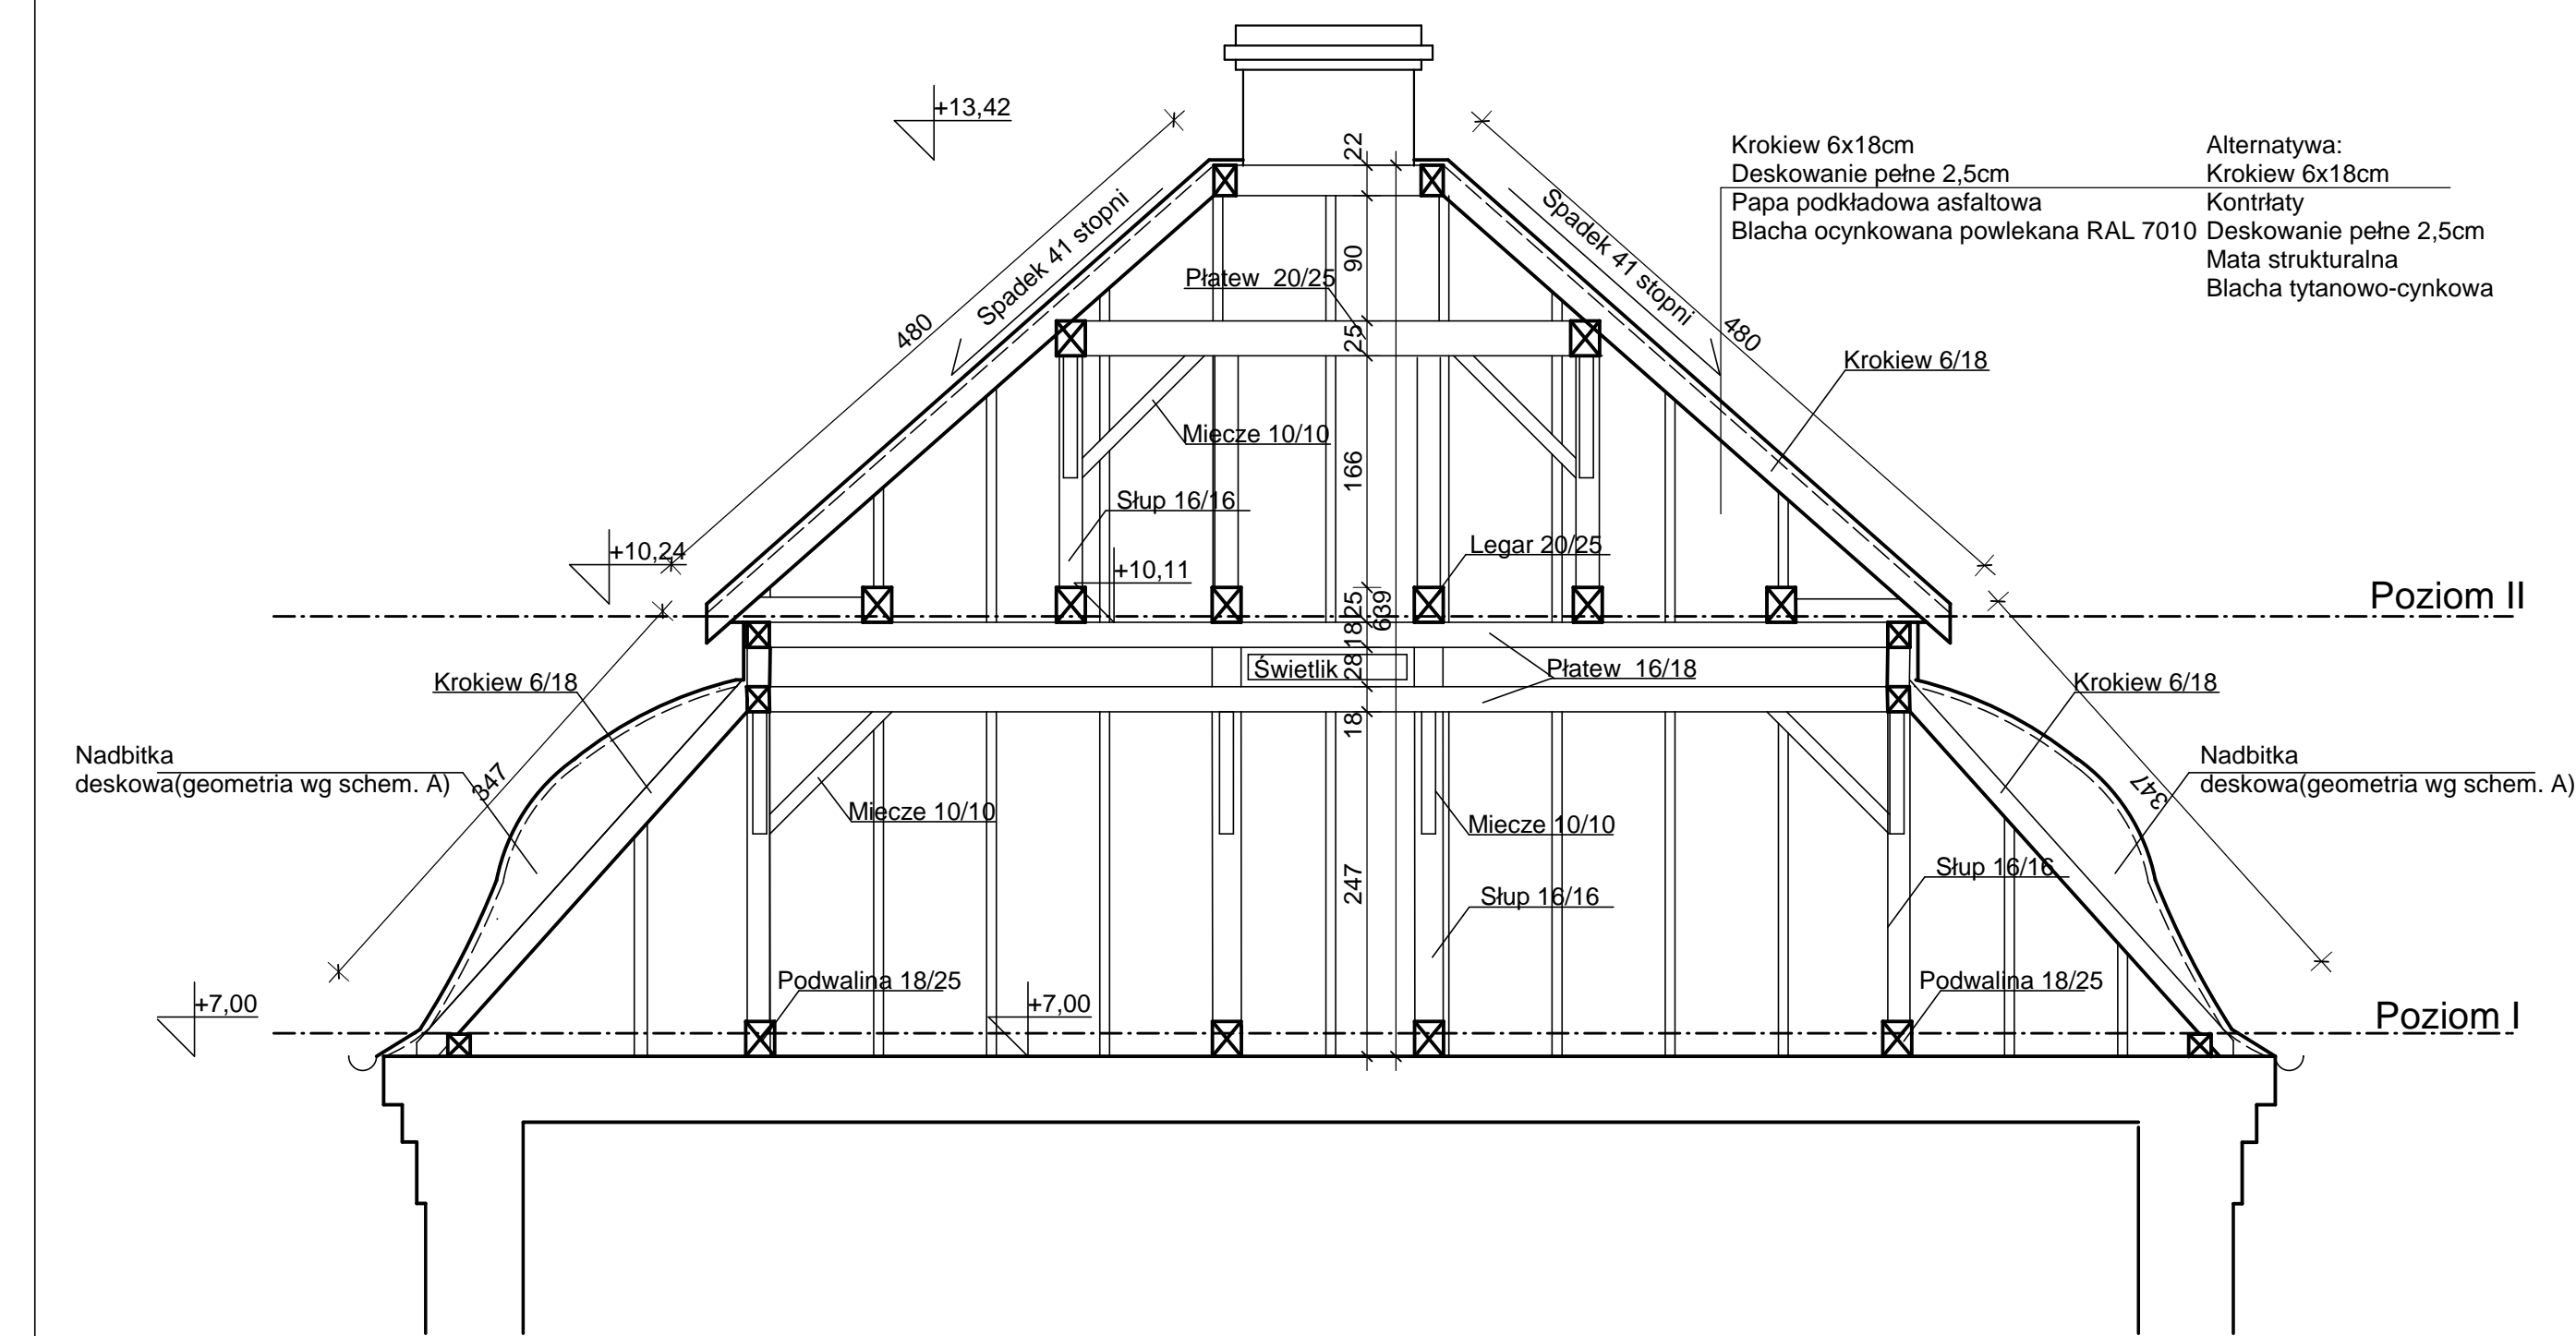 +13,42
22
Krokiew 6x18cm
Deskowanie pełne 2,5cm
Papa podkładowa asfaltowa
Blacha ocynkowana powlekana RAL 7010
Alternatywa:
Krokiew 6x18cm
Kontrłaty
Deskowanie pełne 2,5cm
Mata strukturalna
Blacha tytanowo-cynkowa
Spadek 41 stopni
Spadek 41 stopni
90
Płatew 20/25
480
25
480
Krokiew 6/18
Miecze 10/10
166
Słup 16/16
+10,24
+10,11
Legar 20/25
25
639
Poziom II
18
Świetlik
28
Płatew 16/18
Krokiew 6/18
Krokiew 6/18
18
Nadbitka
deskowa(geometria wg schem. A)
347
347
Nadbitka
deskowa(geometria wg schem. A)
Miecze 10/10
Miecze 10/10
247
Słup 16/16
Słup 16/16
Podwalina 18/25
Podwalina 18/25
+7,00
+7,00
Poziom I